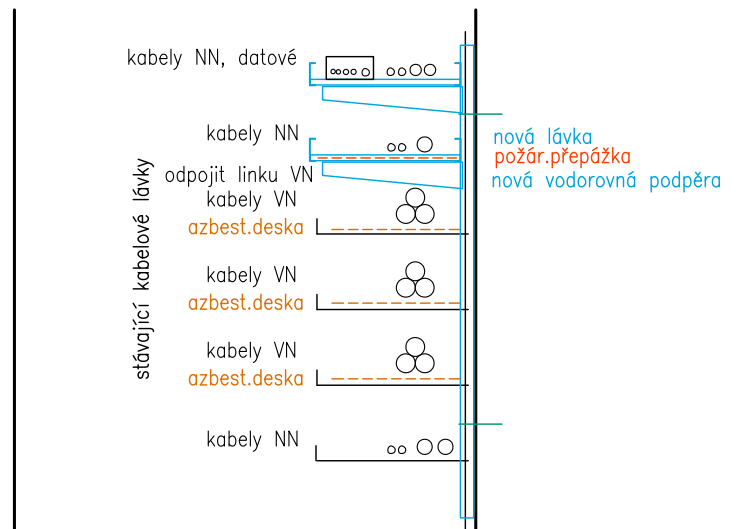 kabely NN, datové
kabely NN
nová lávka
požár.přepážka
nová vodorovná podpěra
odpojit linku VN
kabely VN
azbest.deska
kabely VN
azbest.deska
kabely VN
azbest.deska
kabely NN
stávající kabelové lávky